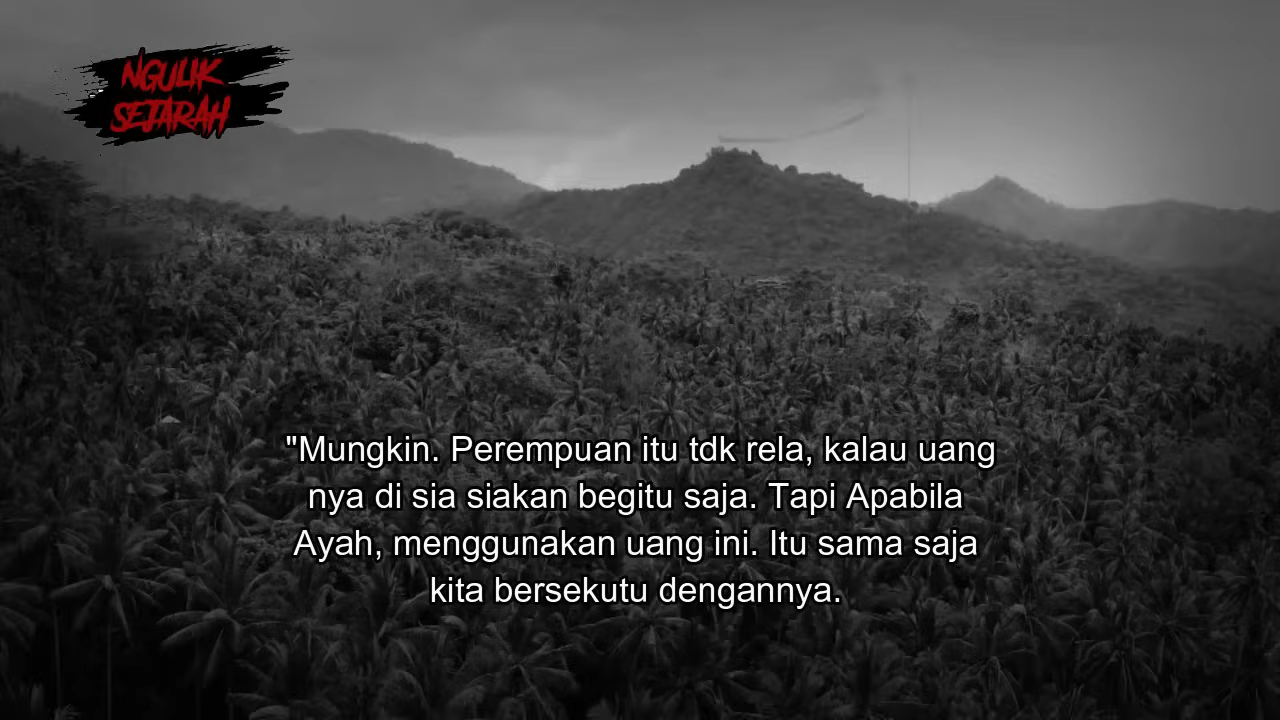 NGULIK
SEJARAH
"Mungkin. Perempuan itu tdk rela, kalau uang
nya di sia siakan begitu saja. Tapi Apabila
Ayah, menggunakan uang ini. Itu sama saja
kita bersekutu dengannya.